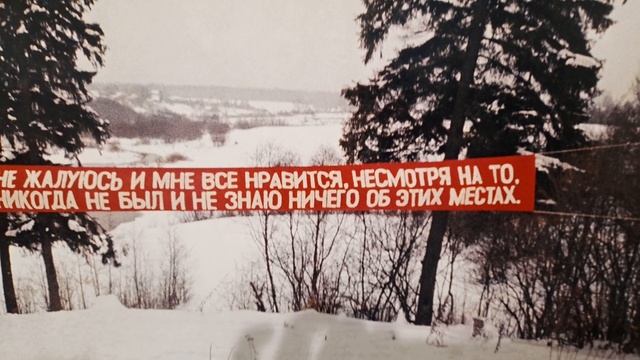 НЕ ЖАЛУЮСЬ И МНЕ ВСЕ НРАВИТСЯ, НЕСМОТРЯ НА ТО,
НИКОГДА НЕ БЫЛ И НЕ ЗНАЮ НИЧЕГО ОБ ЭТИХ МЕСТАХ.